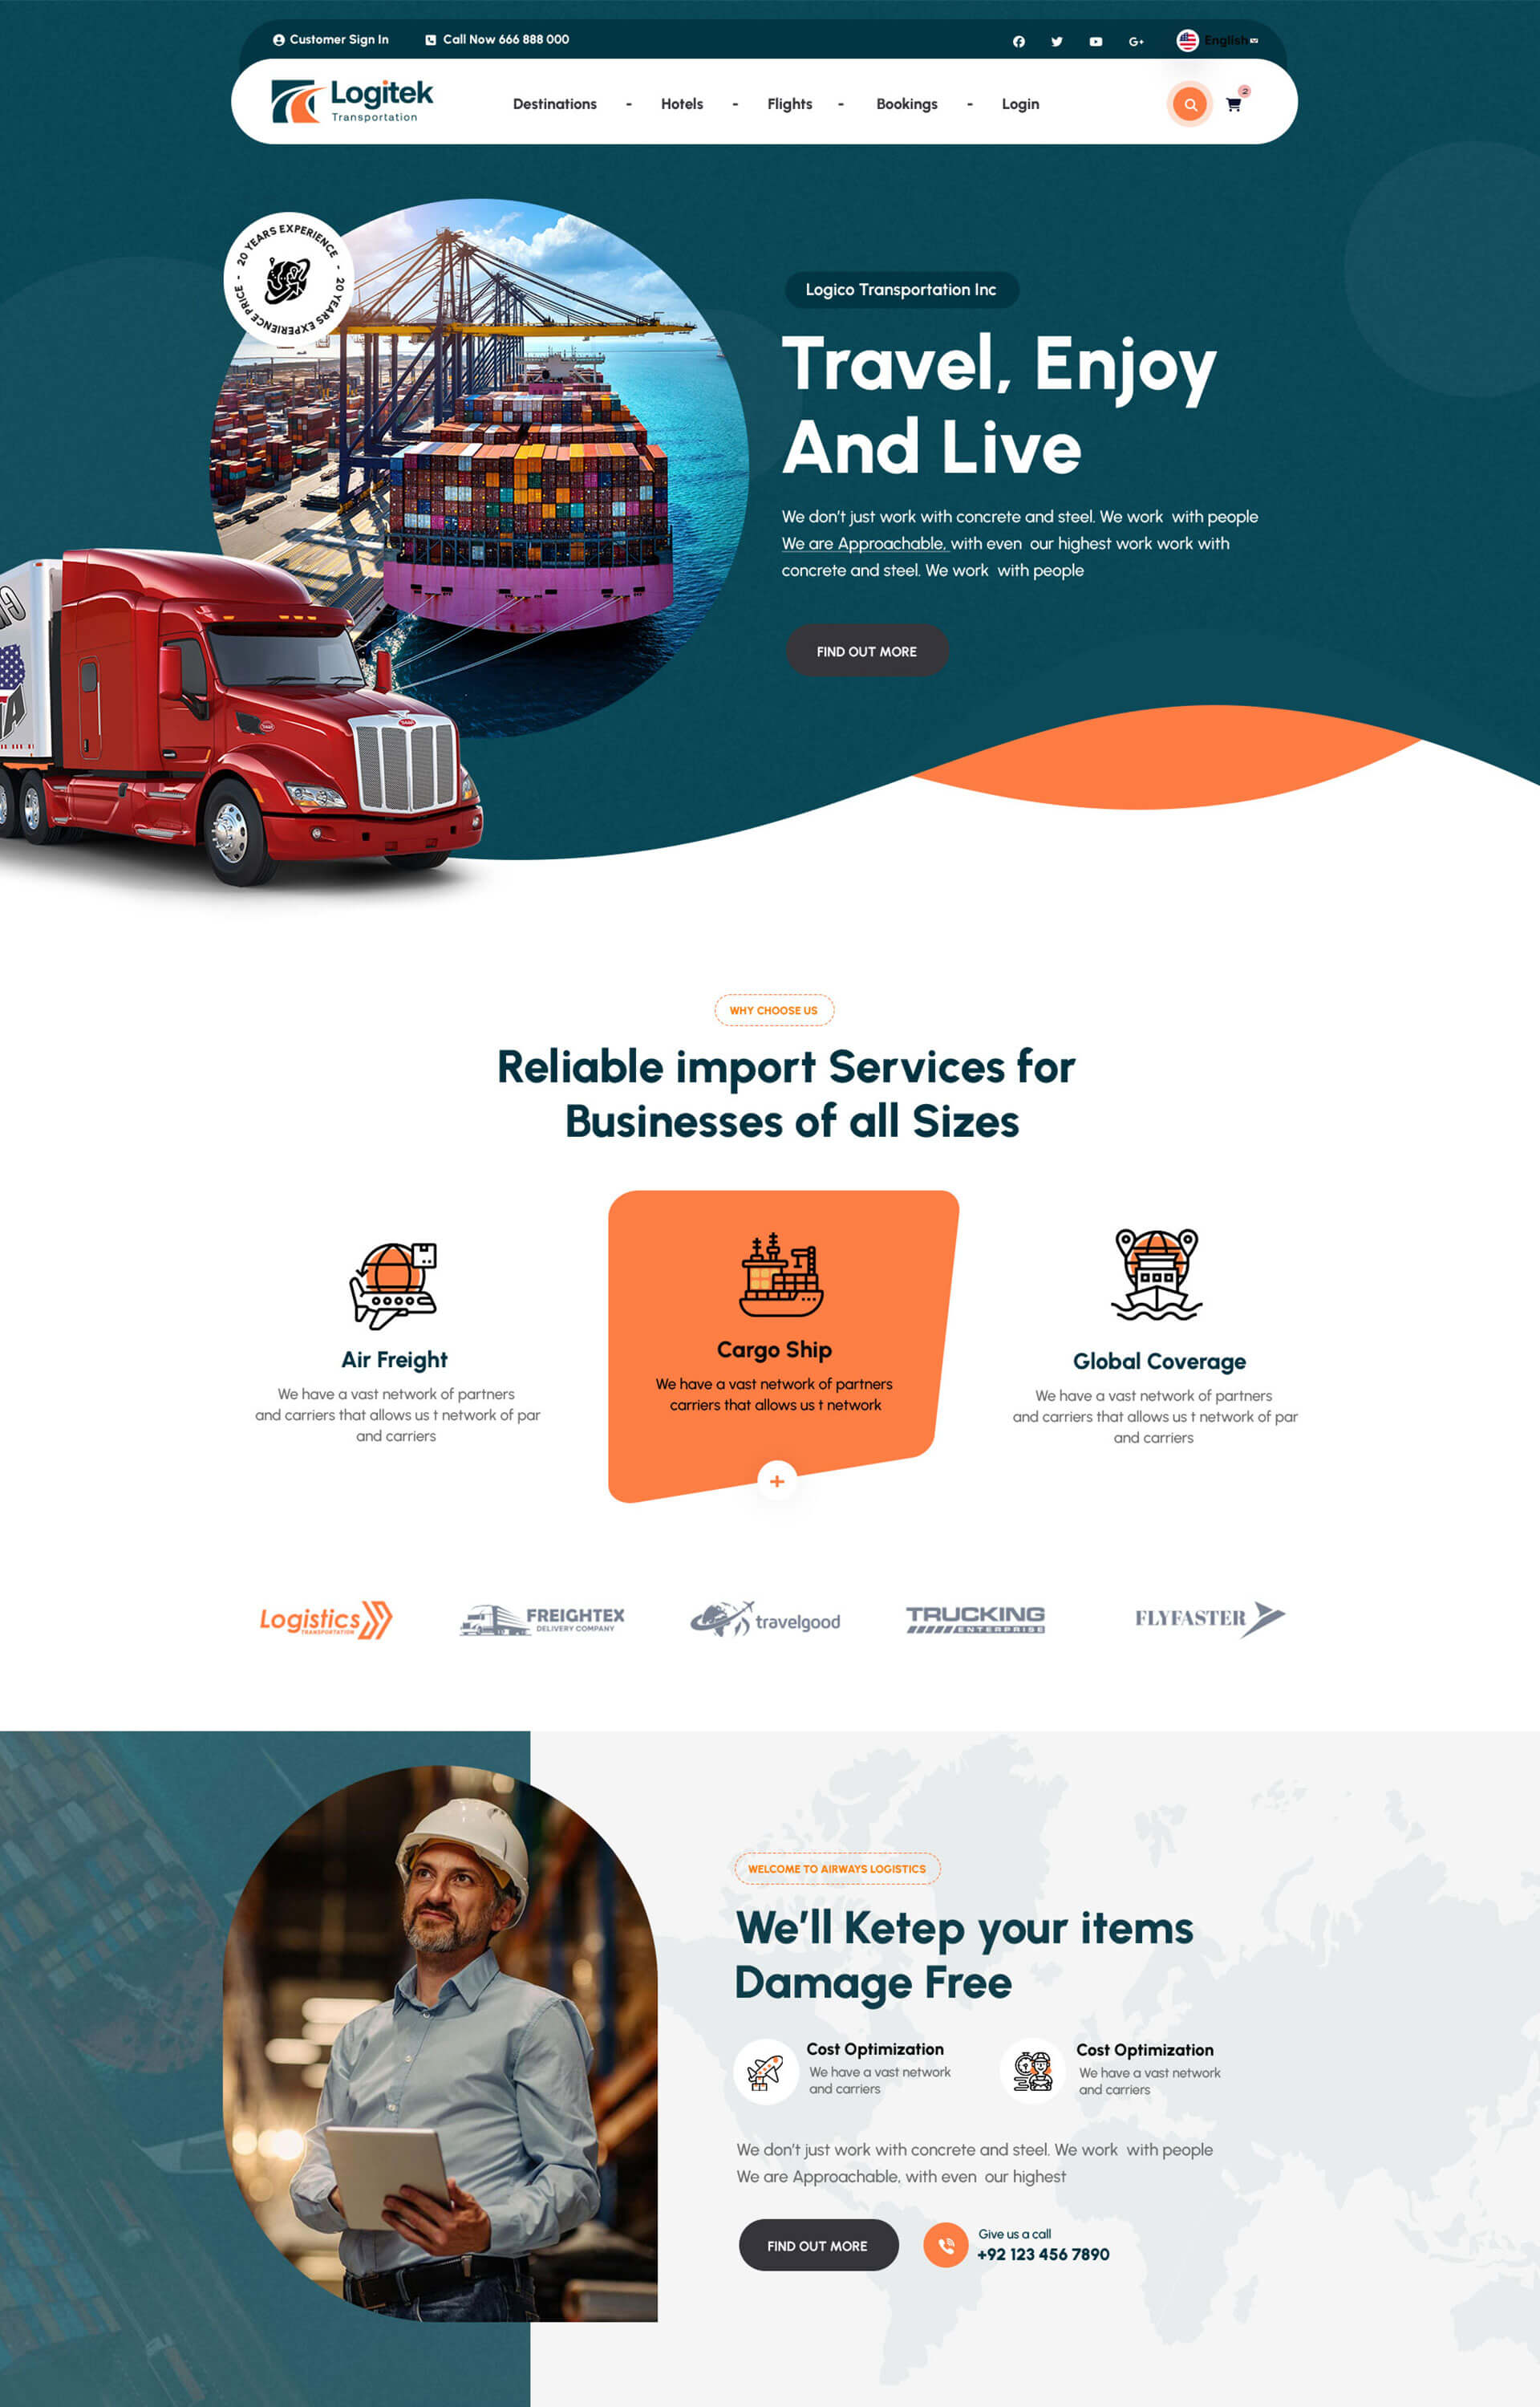 Customer Sign In
Call Now 666 888 000
English
Logitek
Transportation
Destinations - Hotels - Flights - Bookings - Login
2
20 YEARS EXPERIENCE - 20 YEARS EXPERIENCE PRICE -
Logico Transportation Inc
Travel, Enjoy
And Live
We don't just work with concrete and steel. We work with people
We are Approachable, with even our highest work work with
concrete and steel. We work with people
FIND OUT MORE
WHY CHOOSE US
Reliable import Services for
Businesses of all Sizes
Air Freight
We have a vast network of partners
and carriers that allows us t network of par
and carriers
Cargo Ship
We have a vast network of partners
carriers that allows us t network
Global Coverage
We have a vast network of partners
and carriers that allows us t network of par
and carriers
Logistics
TRANSPORTATION
FREIGHTEX
DELIVERY COMPANY
travelgood
TRUCKING
ENTERPRISE
FLYFASTER
WELCOME TO AIRWAYS LOGISTICS
We'll Ketep your items
Damage Free
Cost Optimization
We have a vast network
and carriers
Cost Optimization
We have a vast network
and carriers
We don't just work with concrete and steel. We work with people
We are Approachable, with even our highest
FIND OUT MORE
Give us a call
+92 123 456 7890